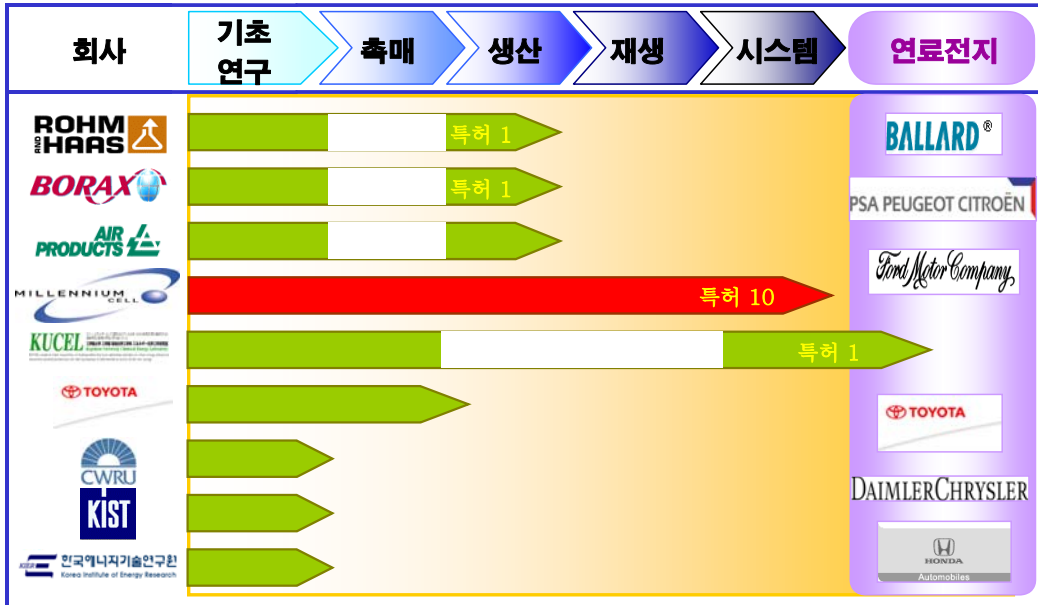 회사
기초
연구
촉매
생산
재생
시스템
연료전지
ROHM
AND HAAS
특허 1
BALLARD ®
BORAX
특허 1
PSA PEUGEOT CITROËN
AIR
PRODUCTS
Ford Motor Company,
MILLENNIUM
CELL
특허 10
KUCEL
특허 1
TOYOTA
TOYOTA
CWRU
DAIMLERCHRYSLER
KIST
KIER
한국에너지기술연구원
Korea Institute of Energy Research
HONDA
Automobiles